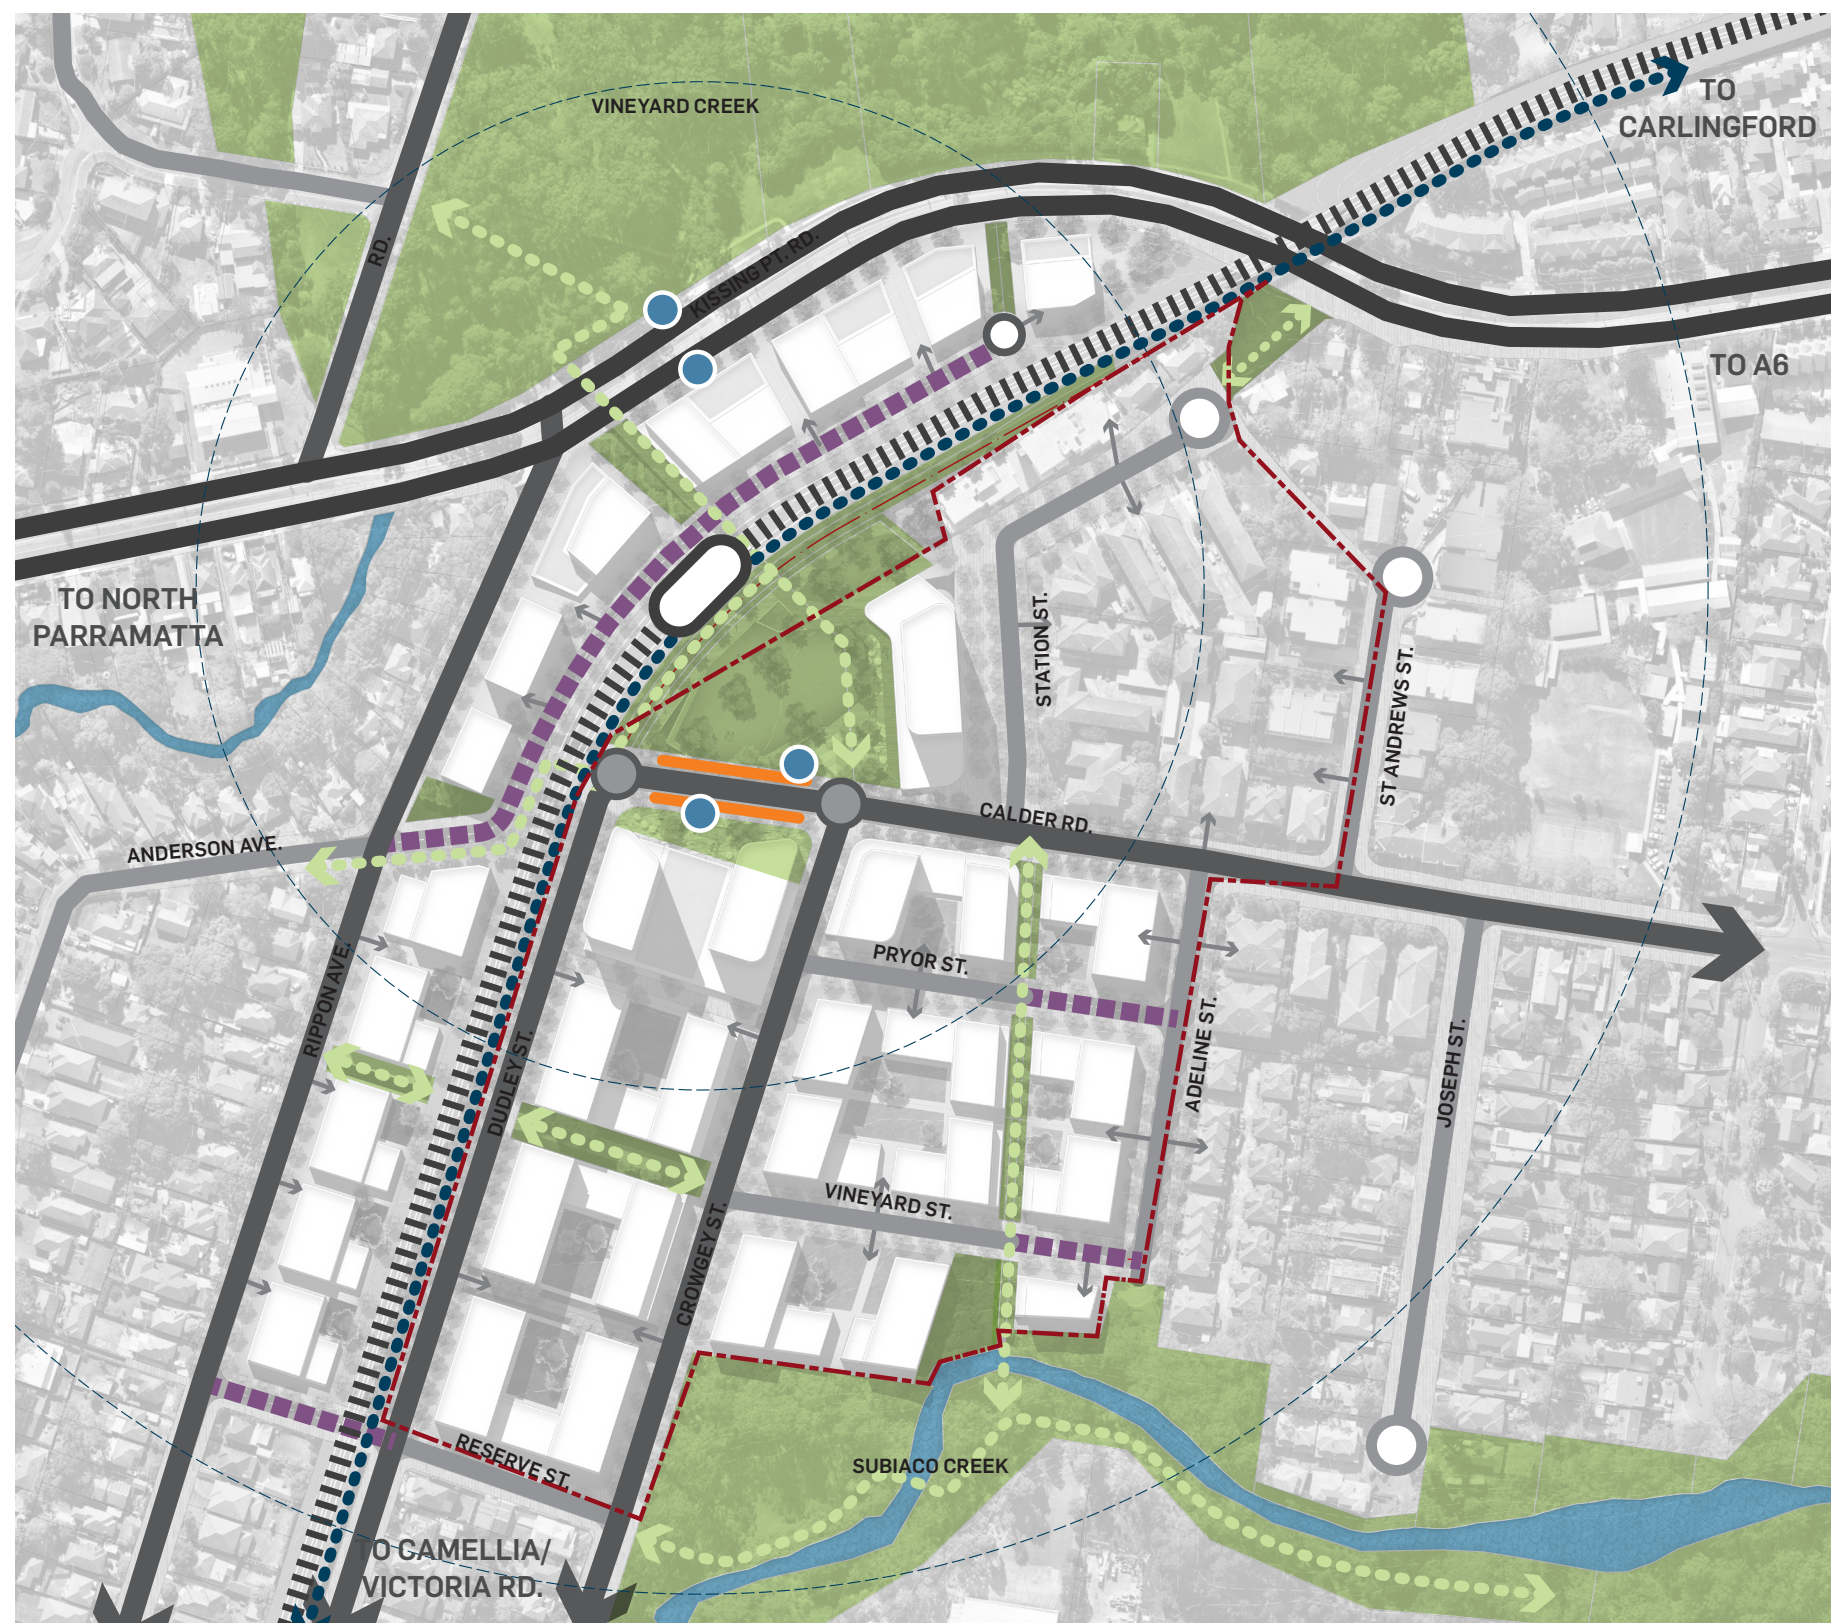 VINEYARD CREEK
TO
CARLINGFORD
RD.
KISSING PT. RD.
TO A6
TO NORTH
PARRAMATTA
STATION ST.
ST ANDREWS ST.
CALDER RD.
ANDERSON AVE.
RIPPON AVE.
PRYOR ST.
DUDLEY ST.
ADELINE ST.
JOSEPH ST.
VINEYARD ST.
CROWGEY ST.
RESERVE ST.
SUBIACO CREEK
TO CAMELLIA/
VICTORIA RD.